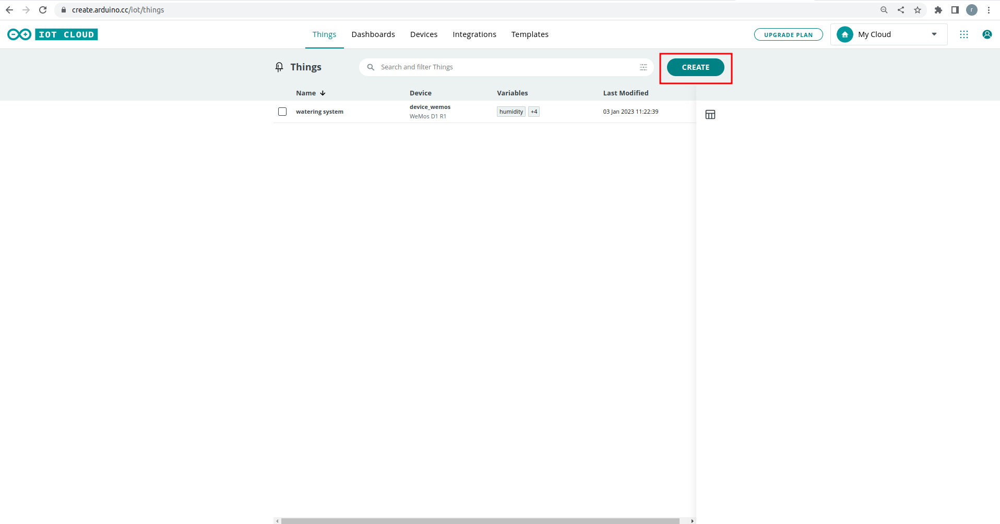 create.arduino.cc/iot/things
r
IOT CLOUD
Things Dashboards Devices Integrations Templates
UPGRADE PLAN
My Cloud
Things
Search and filter Things
CREATE
Name Device Variables Last Modified
watering system
device_wemos
WeMos D1 R1
humidity +4
03 Jan 2023 11:22:39